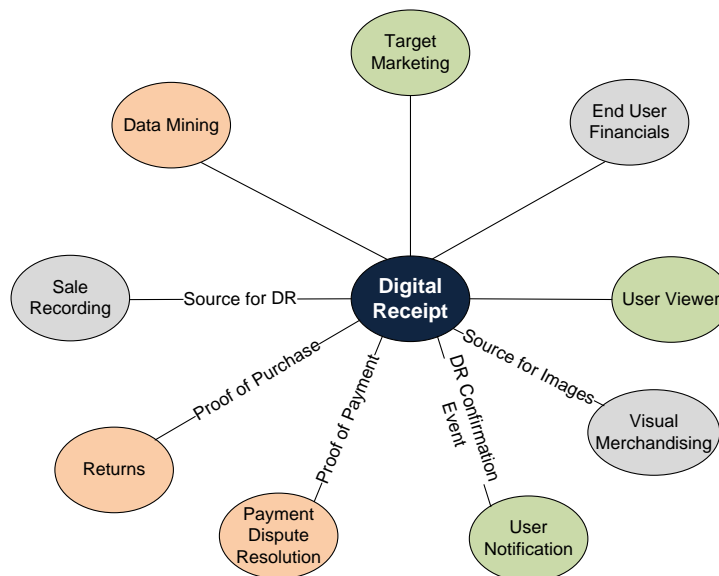 Target
Marketing
Data Mining
End User
Financials
Digital
Receipt
Sale
Recording
Source for DR
User Viewer
Proof of Purchase
Proof of Payment
DR Confirmation
Event
Source for Images
Visual
Merchandising
Returns
Payment
Dispute
Resolution
User
Notification